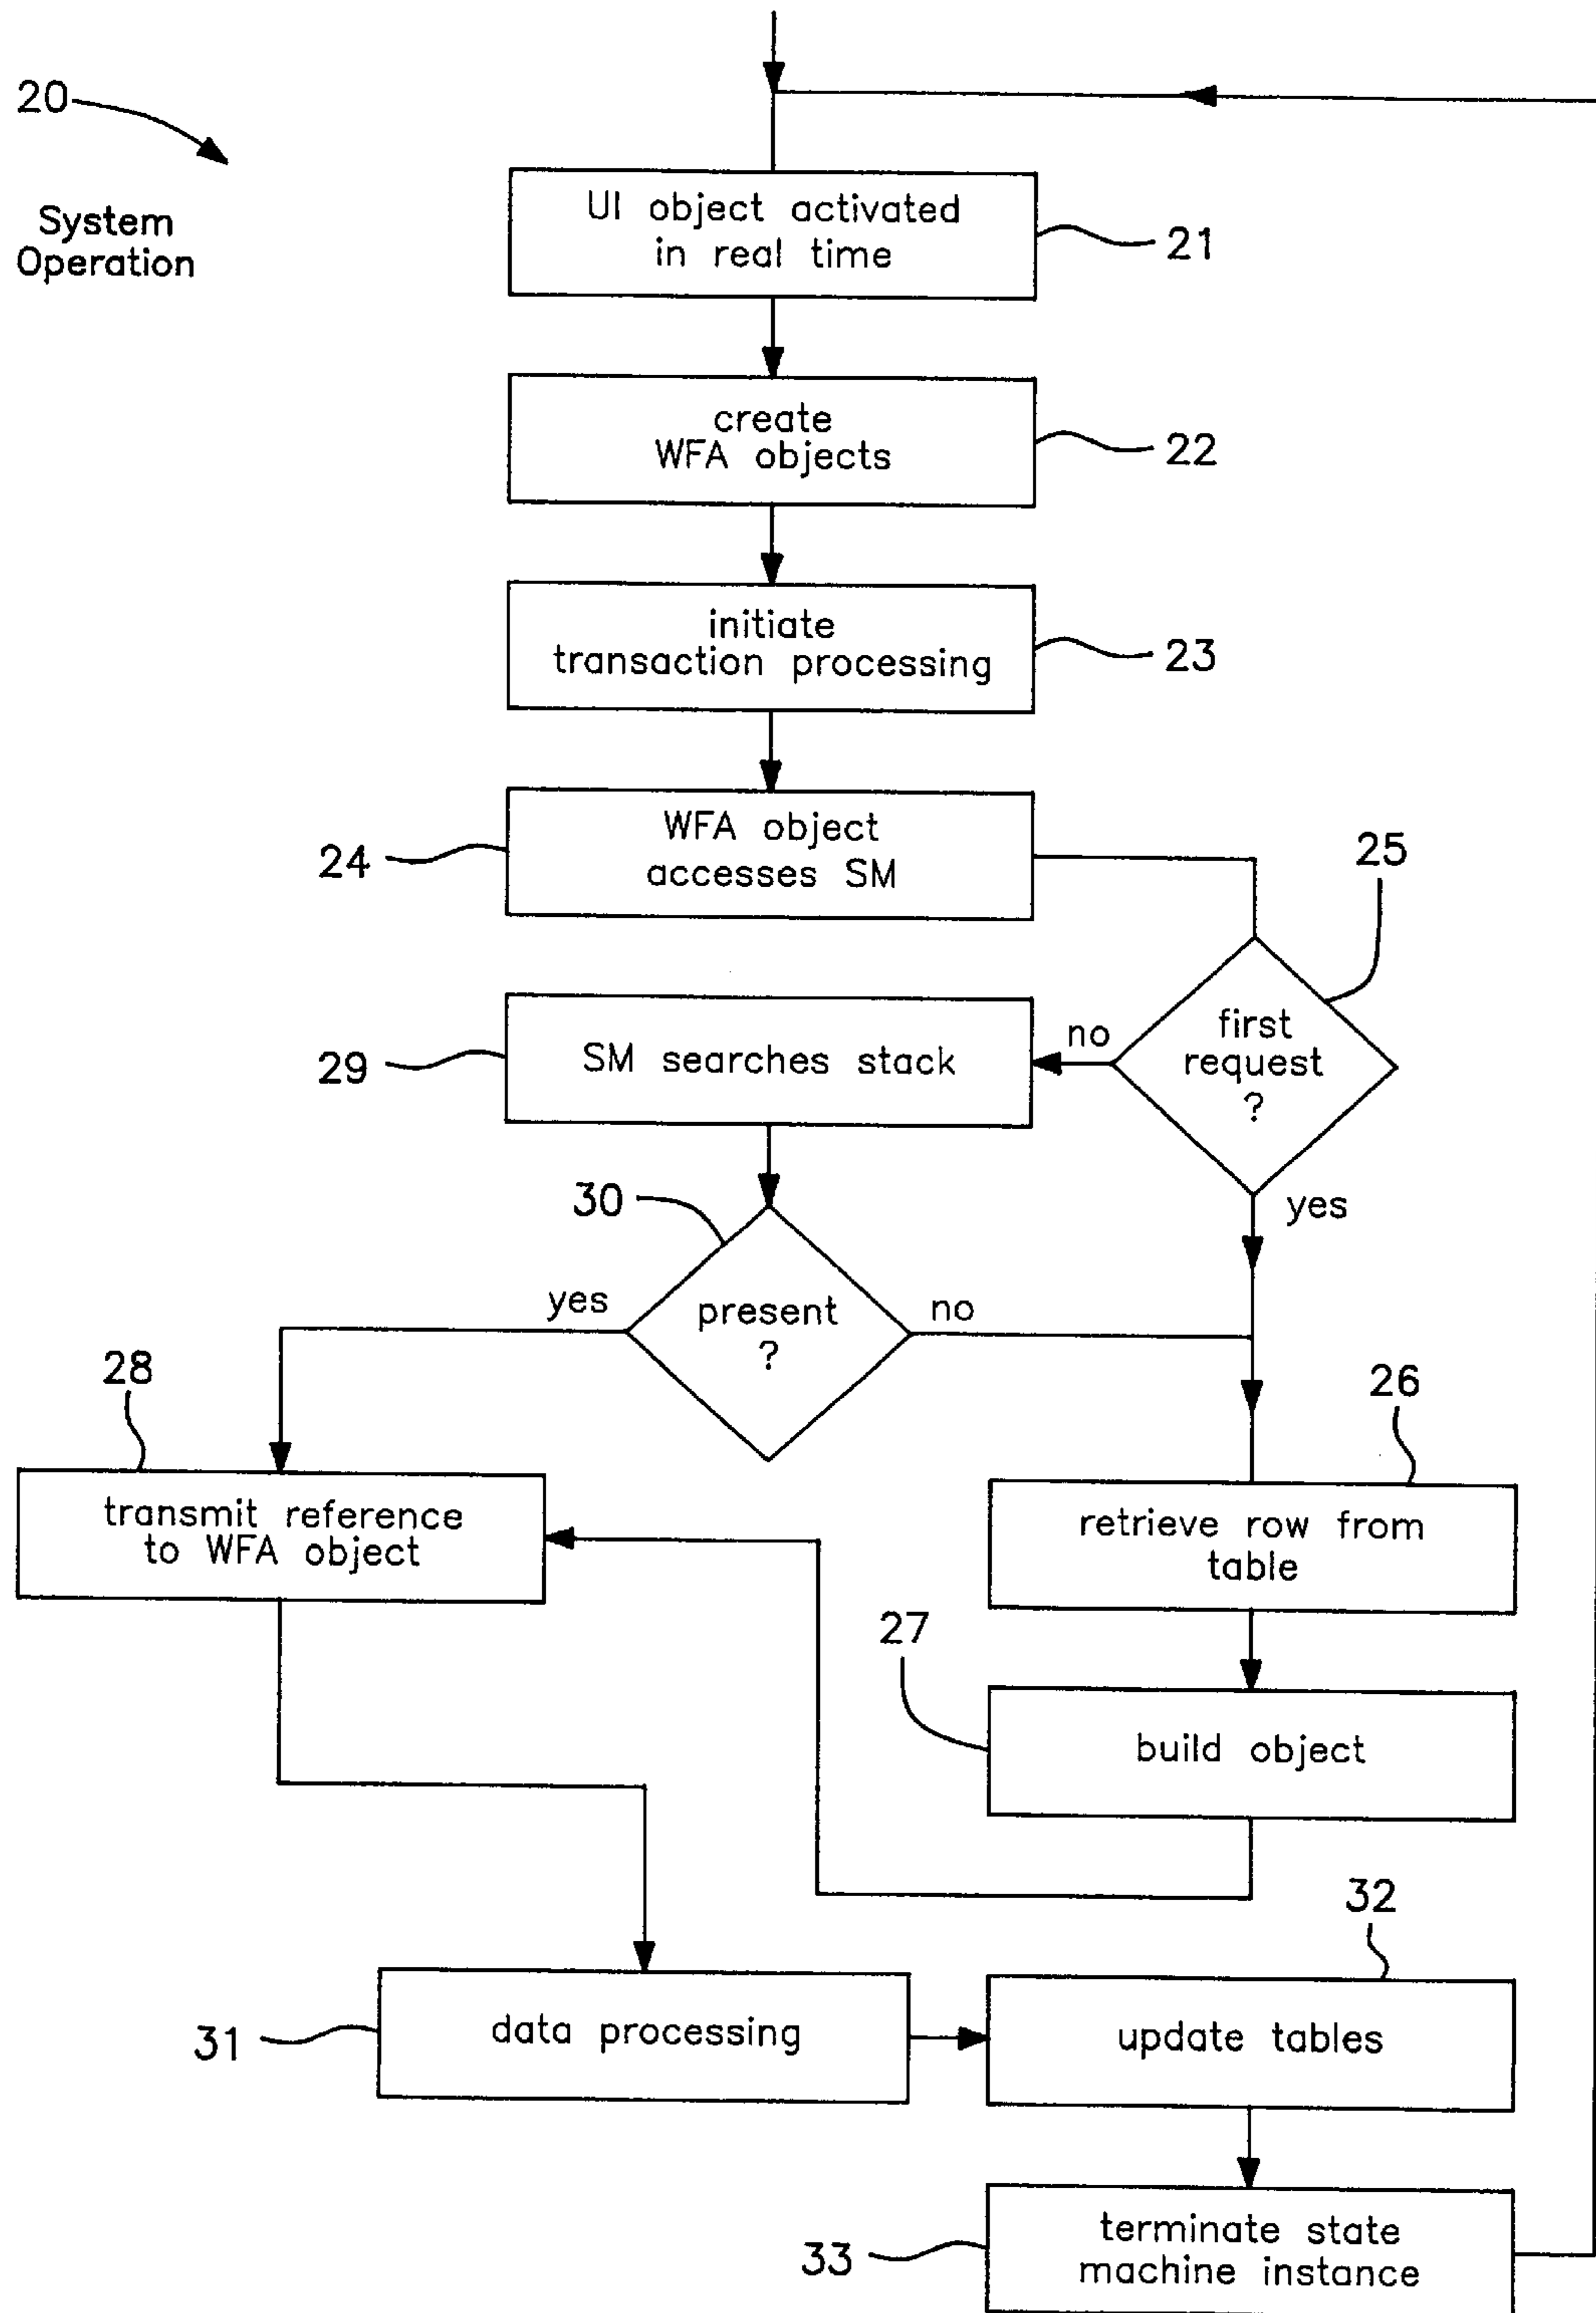 20
System
Operation
UI object activated
in real time
21
create
WFA objects
22
initiate
transaction processing
23
WFA object
accesses SM
24
25
first
request
?
no
yes
SM searches stack
29
30
present
?
yes
no
28
transmit reference
to WFA object
26
retrieve row from
table
27
build object
31
data processing
32
update tables
33
terminate state
machine instance